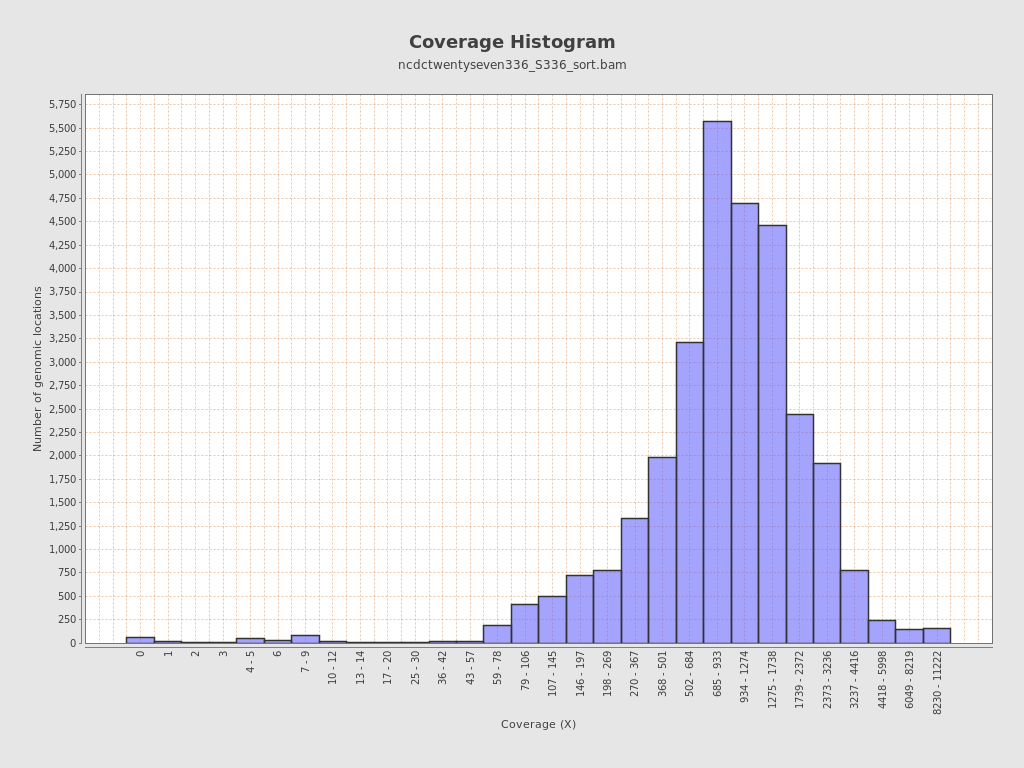 Coverage Histogram
ncdctwentyseven336_S336_sort.bam
Number of genomic locations
5,750
5,500
5,250
5,000
4,750
4,500
4,250
4,000
3,750
3,500
3,250
3,000
2,750
2,500
2,250
2,000
1,750
1,500
1,250
1,000
750
500
250
0
0
1
2
3
4 - 5
6
7 - 9
10 - 12
13 - 14
17 - 20
25 - 30
36 - 42
43 - 57
59 - 78
79 - 106
107 - 145
146 - 197
198 - 269
270 - 367
368 - 501
502 - 684
685 - 933
934 - 1274
1275 - 1738
1739 - 2372
2373 - 3236
3237 - 4416
4418 - 5998
6049 - 8219
8230 - 11222
Coverage (X)